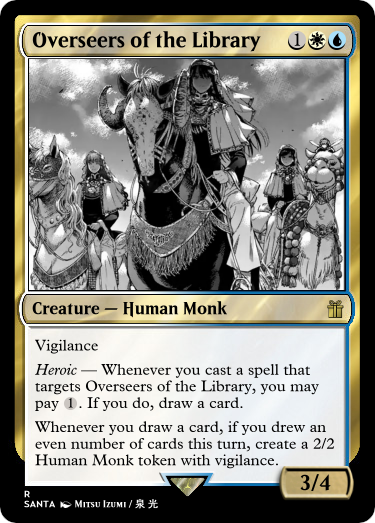 Overseers of the Library 1
Creature — Human Monk
Vigilance
Heroic — Whenever you cast a spell that
targets Overseers of the Library, you may
pay 1. If you do, draw a card.
Whenever you draw a card, if you drew an
even number of cards this turn, create a 2/2
Human Monk token with vigilance.
3/4
R
SANTA Mitsu Izumi / 泉 光